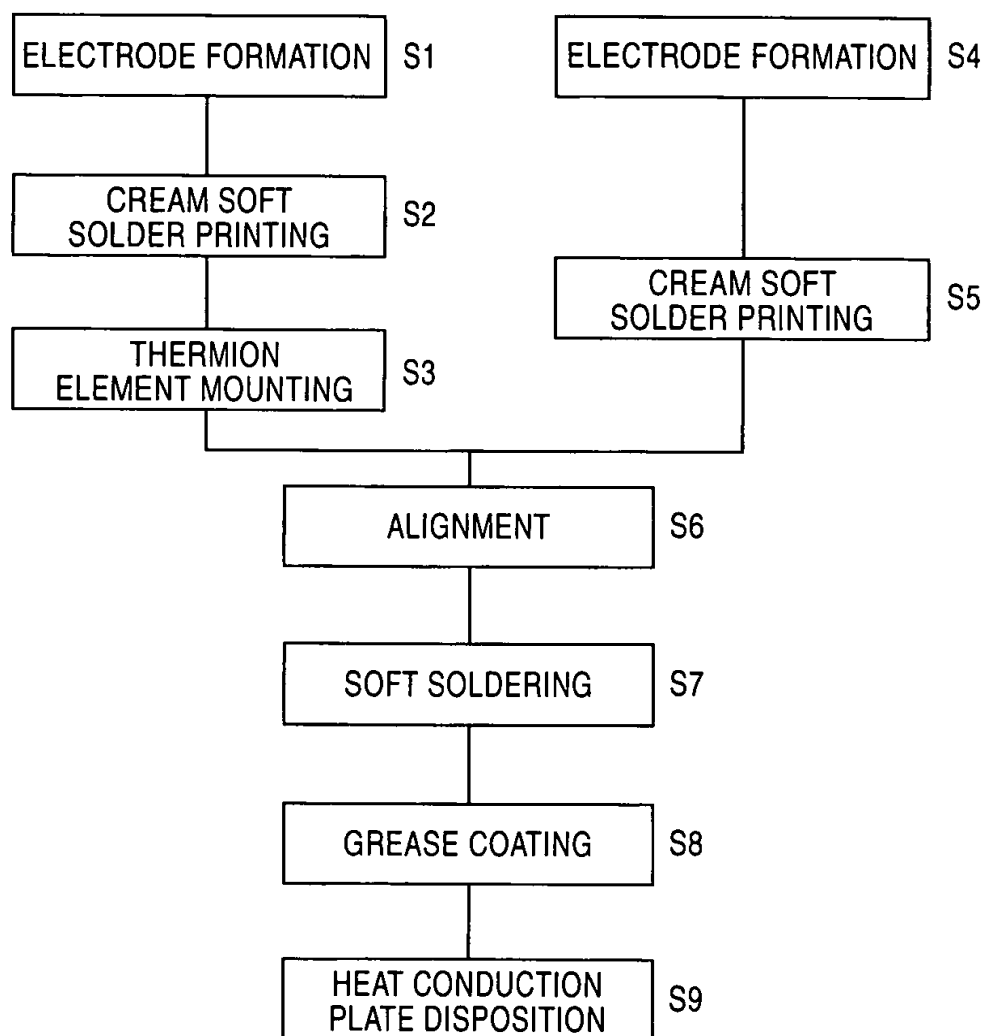 ELECTRODE FORMATION S1
CREAM SOFT
SOLDER PRINTING S2
THERMION
ELEMENT MOUNTING S3
ELECTRODE FORMATION S4
CREAM SOFT
SOLDER PRINTING S5
ALIGNMENT S6
SOFT SOLDERING S7
GREASE COATING S8
HEAT CONDUCTION
PLATE DISPOSITION S9